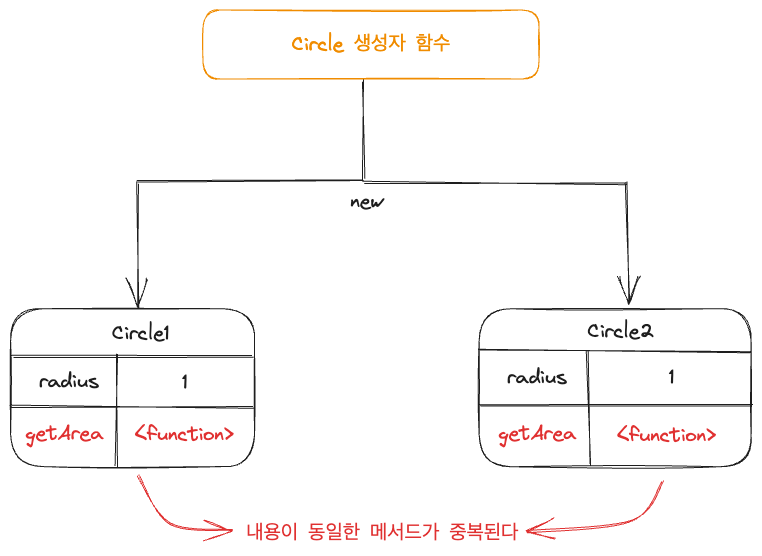 Circle 생성자 함수
new
Circle1
radius 1
getArea <function>
Circle2
radius 1
getArea <function>
내용이 동일한 메서드가 중복된다